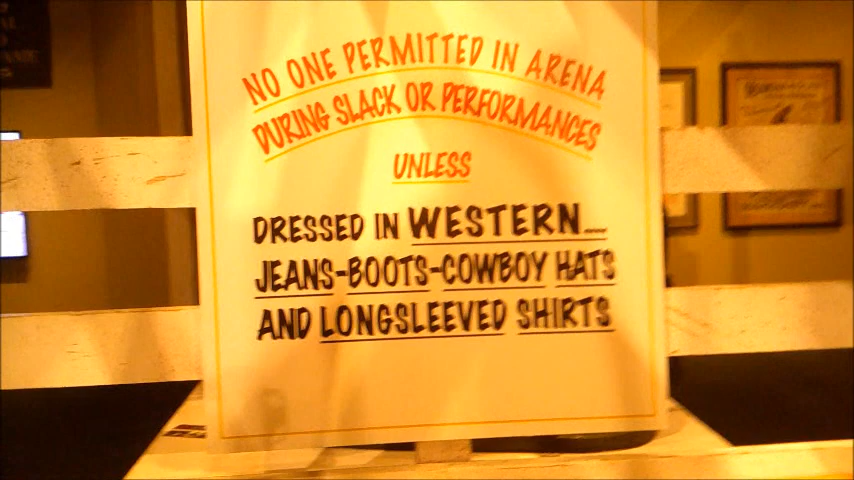 NO ONE PERMITTED IN ARENA
DURING SLACK OR PERFORMANCES
UNLESS
DRESSED IN WESTERN....
JEANS-BOOTS-COWBOY HATS
AND LONGSLEEVED SHIRTS